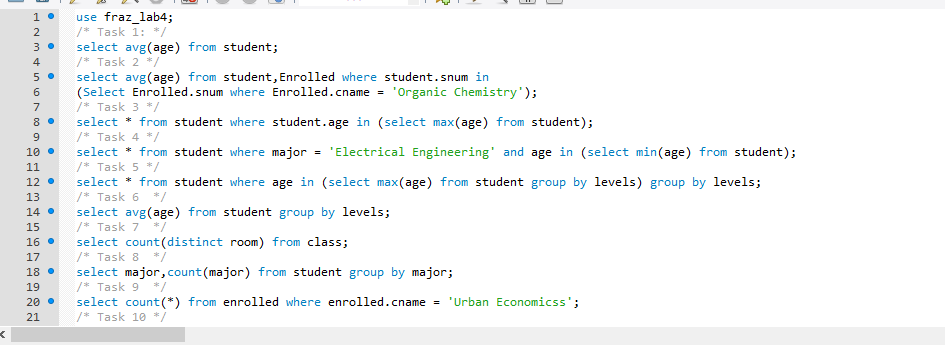 1 use fraz_lab4;
2 /* Task 1: */
3 select avg(age) from student;
4 /* Task 2 */
5 select avg(age) from student,Enrolled where student.snum in
6 (Select Enrolled.snum where Enrolled.cname = 'Organic Chemistry');
7 /* Task 3 */
8 select * from student where student.age in (select max(age) from student);
9 /* Task 4 */
10 select * from student where major = 'Electrical Engineering' and age in (select min(age) from student);
11 /* Task 5 */
12 select * from student where age in (select max(age) from student group by levels) group by levels;
13 /* Task 6  */
14 select avg(age) from student group by levels;
15 /* Task 7  */
16 select count(distinct room) from class;
17 /* Task 8  */
18 select major,count(major) from student group by major;
19 /* Task 9  */
20 select count(*) from enrolled where enrolled.cname = 'Urban Economicss';
21 /* Task 10 */